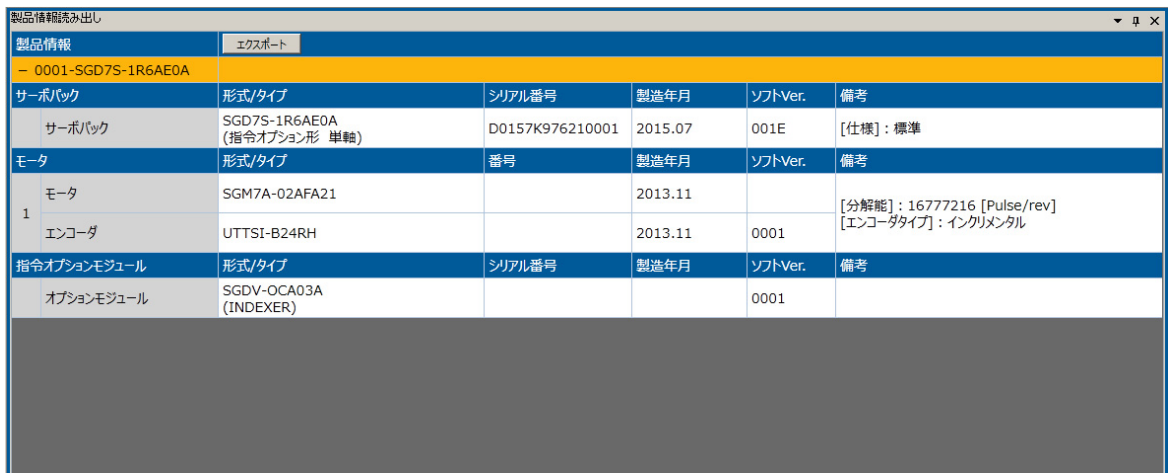 製品情報読み出し
製品情報 エクスポート
− 0001-SGD7S-1R6AE0A
サーボパック 形式/タイプ シリアル番号 製造年月 ソフトVer. 備考
サーボパック SGD7S-1R6AE0A (指令オプション形 単軸) D0157K976210001 2015.07 001E [仕様]：標準
モータ 形式/タイプ 番号 製造年月 ソフトVer. 備考
1
モータ SGM7A-02AFA21 2013.11
[分解能]：16777216 [Pulse/rev]
[エンコーダタイプ]：インクリメンタル
エンコーダ UTTSI-B24RH 2013.11 0001
指令オプションモジュール 形式/タイプ シリアル番号 製造年月 ソフトVer. 備考
オプションモジュール SGDV-OCA03A (INDEXER) 0001